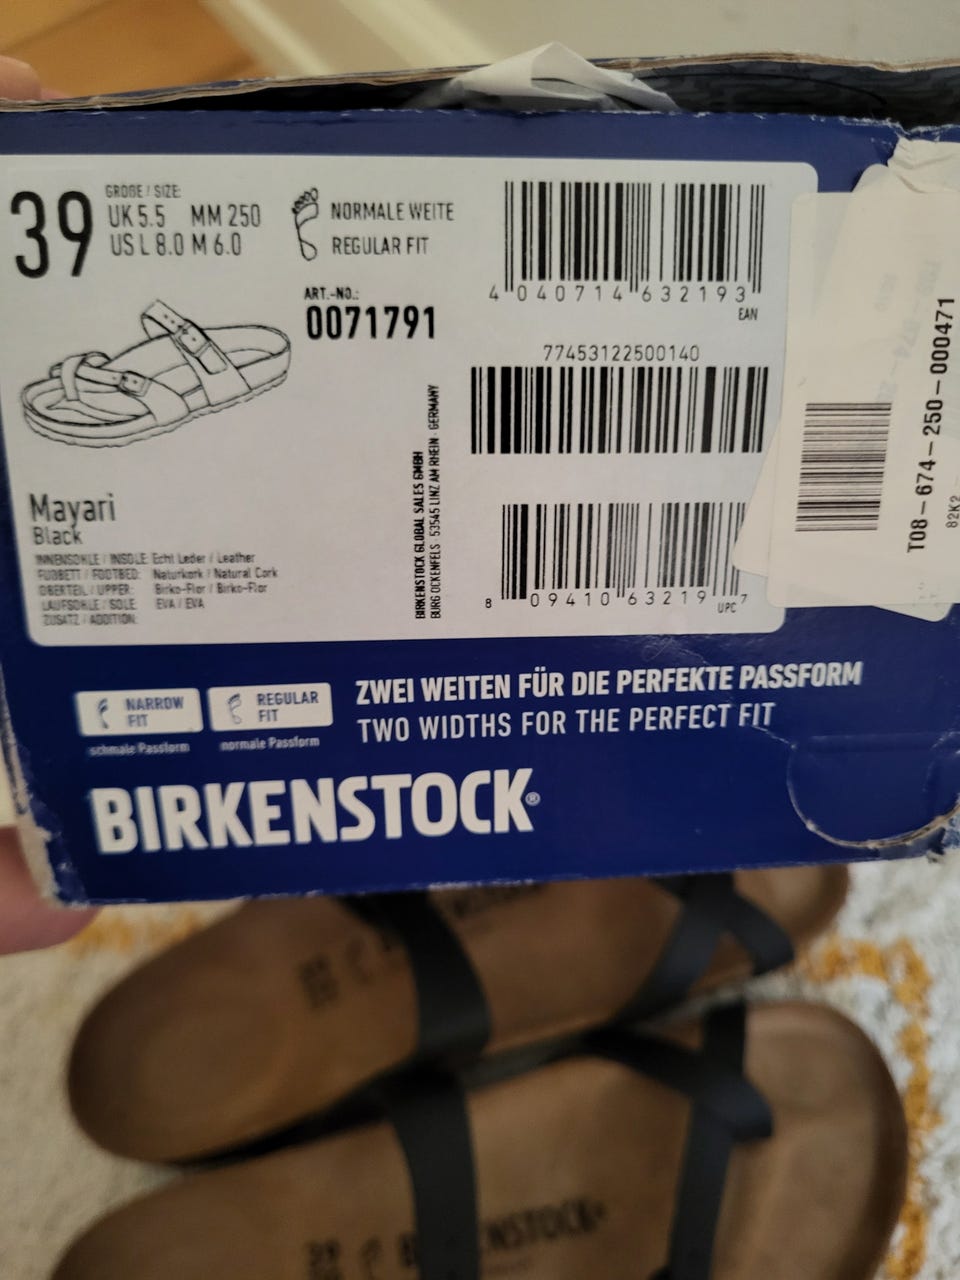 39
GRÖßE / SIZE:
UK 5.5 MM 250
US L 8.0 M 6.0
NORMALE WEITE
REGULAR FIT
ART.-NO.:
0071791
4 040714 632193
EAN
77453122500140
8 09410 63219 7
UPC
BIRKENSTOCK GLOBAL SALES GMBH
BURG OCKENFELS · 53545 LINZ AM RHEIN · GERMANY
Mayari
Black
INNENSOHLE / INSOLE: Echt Leder / Leather
FUßBETT / FOOTBED: Naturkork / Natural Cork
OBERTEIL / UPPER: Birko-Flor / Birko-Flor
LAUFSOHLE / SOLE: EVA / EVA
ZUSATZ / ADDITION:
T08-674-250-000471
82K2
NARROW
FIT
schmale Passform
REGULAR
FIT
normale Passform
ZWEI WEITEN FÜR DIE PERFEKTE PASSFORM
TWO WIDTHS FOR THE PERFECT FIT
BIRKENSTOCK®
39
B NSTOCK